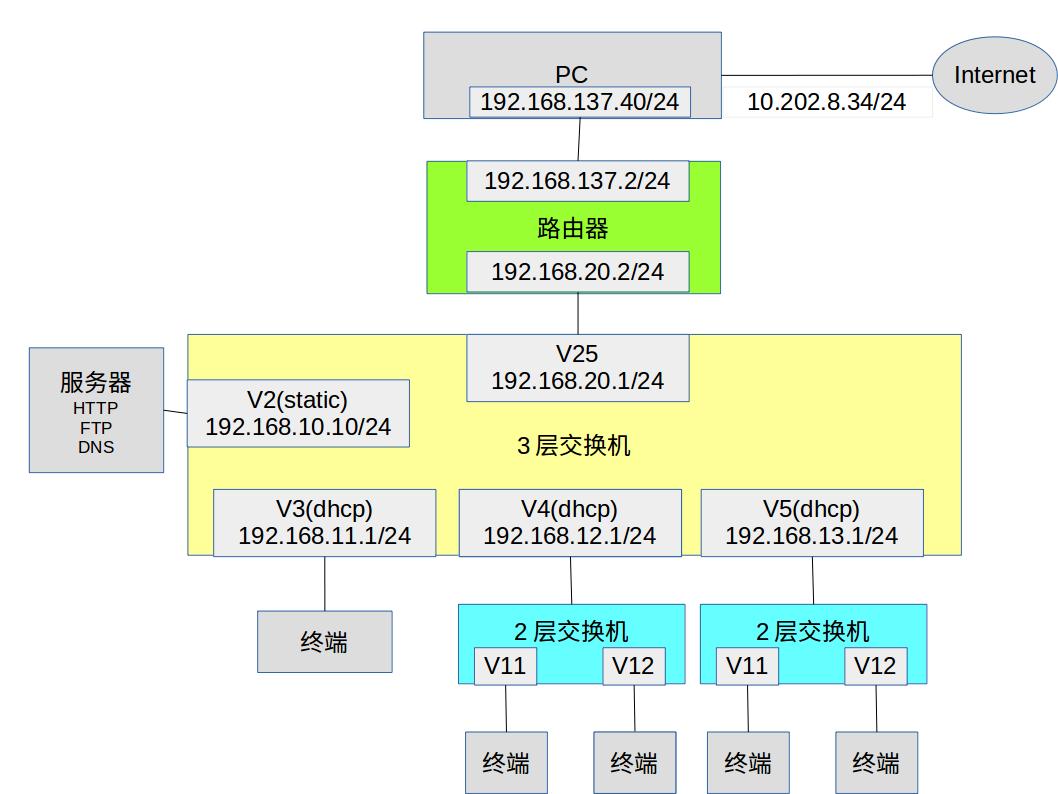 PC
192.168.137.40/24
10.202.8.34/24
Internet
192.168.137.2/24
路由器
192.168.20.2/24
V25
192.168.20.1/24
服务器
HTTP
FTP
DNS
V2(static)
192.168.10.10/24
3 层交换机
V3(dhcp)
192.168.11.1/24
V4(dhcp)
192.168.12.1/24
V5(dhcp)
192.168.13.1/24
终端
2 层交换机
V11
V12
2 层交换机
V11
V12
终端
终端
终端
终端